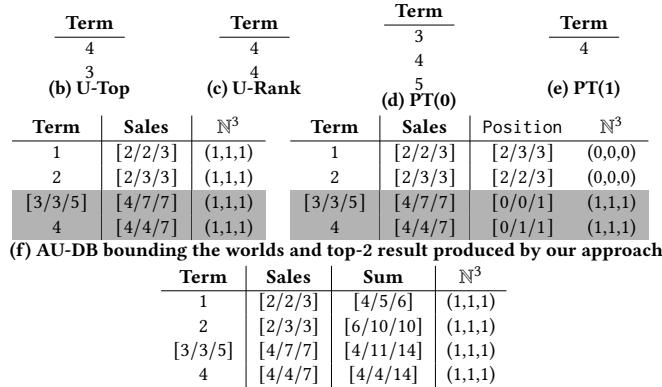 Term
4
3
(b) U-Top
Term
4
4
(c) U-Rank
Term
3
4
5
(d) PT(0)
Term
4
(e) PT(1)
Term Sales ℕ³
1 [2/2/3] (1,1,1)
2 [2/3/3] (1,1,1)
[3/3/5] [4/7/7] (1,1,1)
4 [4/4/7] (1,1,1)
Term Sales Position ℕ³
1 [2/2/3] [2/3/3] (0,0,0)
2 [2/3/3] [2/2/3] (0,0,0)
[3/3/5] [4/7/7] [0/0/1] (1,1,1)
4 [4/4/7] [0/1/1] (1,1,1)
(f) AU-DB bounding the worlds and top-2 result produced by our approach
Term Sales Sum ℕ³
1 [2/2/3] [4/5/6] (1,1,1)
2 [2/3/3] [6/10/10] (1,1,1)
[3/3/5] [4/7/7] [4/11/14] (1,1,1)
4 [4/4/7] [4/4/14] (1,1,1)